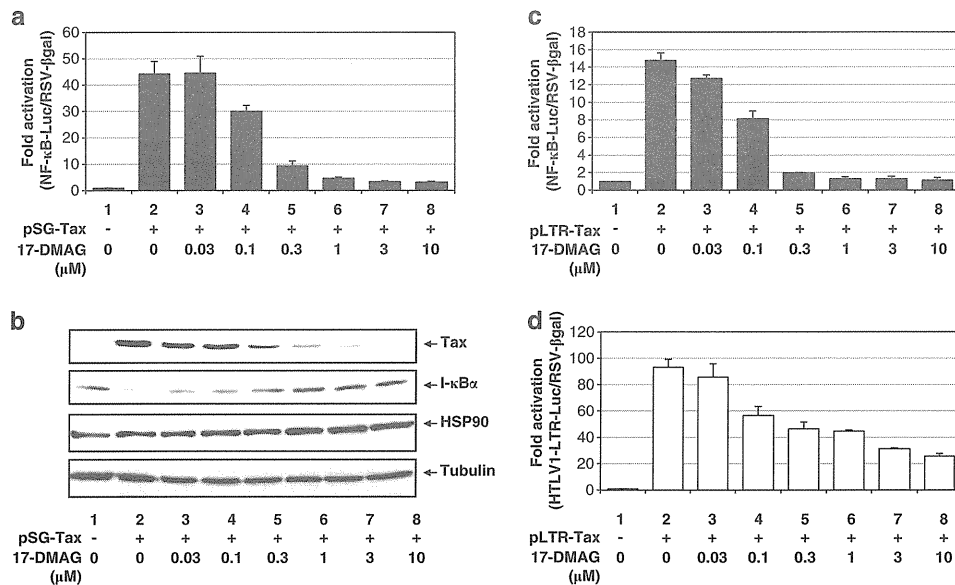 a
Fold activation
(NF-κB-Luc/RSV-βgal)
60
50
40
30
20
10
0
1 2 3 4 5 6 7 8
pSG-Tax - + + + + + + +
17-DMAG 0 0 0.03 0.1 0.3 1 3 10
(μM)
b
Tax
I-κBα
HSP90
Tubulin
1 2 3 4 5 6 7 8
pSG-Tax - + + + + + + +
17-DMAG 0 0 0.03 0.1 0.3 1 3 10
(μM)
c
Fold activation
(NF-κB-Luc/RSV-βgal)
18
16
14
12
10
8
6
4
2
0
1 2 3 4 5 6 7 8
pLTR-Tax - + + + + + + +
17-DMAG 0 0 0.03 0.1 0.3 1 3 10
(μM)
d
Fold activation
(HTLV1-LTR-Luc/RSV-βgal)
120
100
80
60
40
20
0
1 2 3 4 5 6 7 8
pLTR-Tax - + + + + + + +
17-DMAG 0 0 0.03 0.1 0.3 1 3 10
(μM)